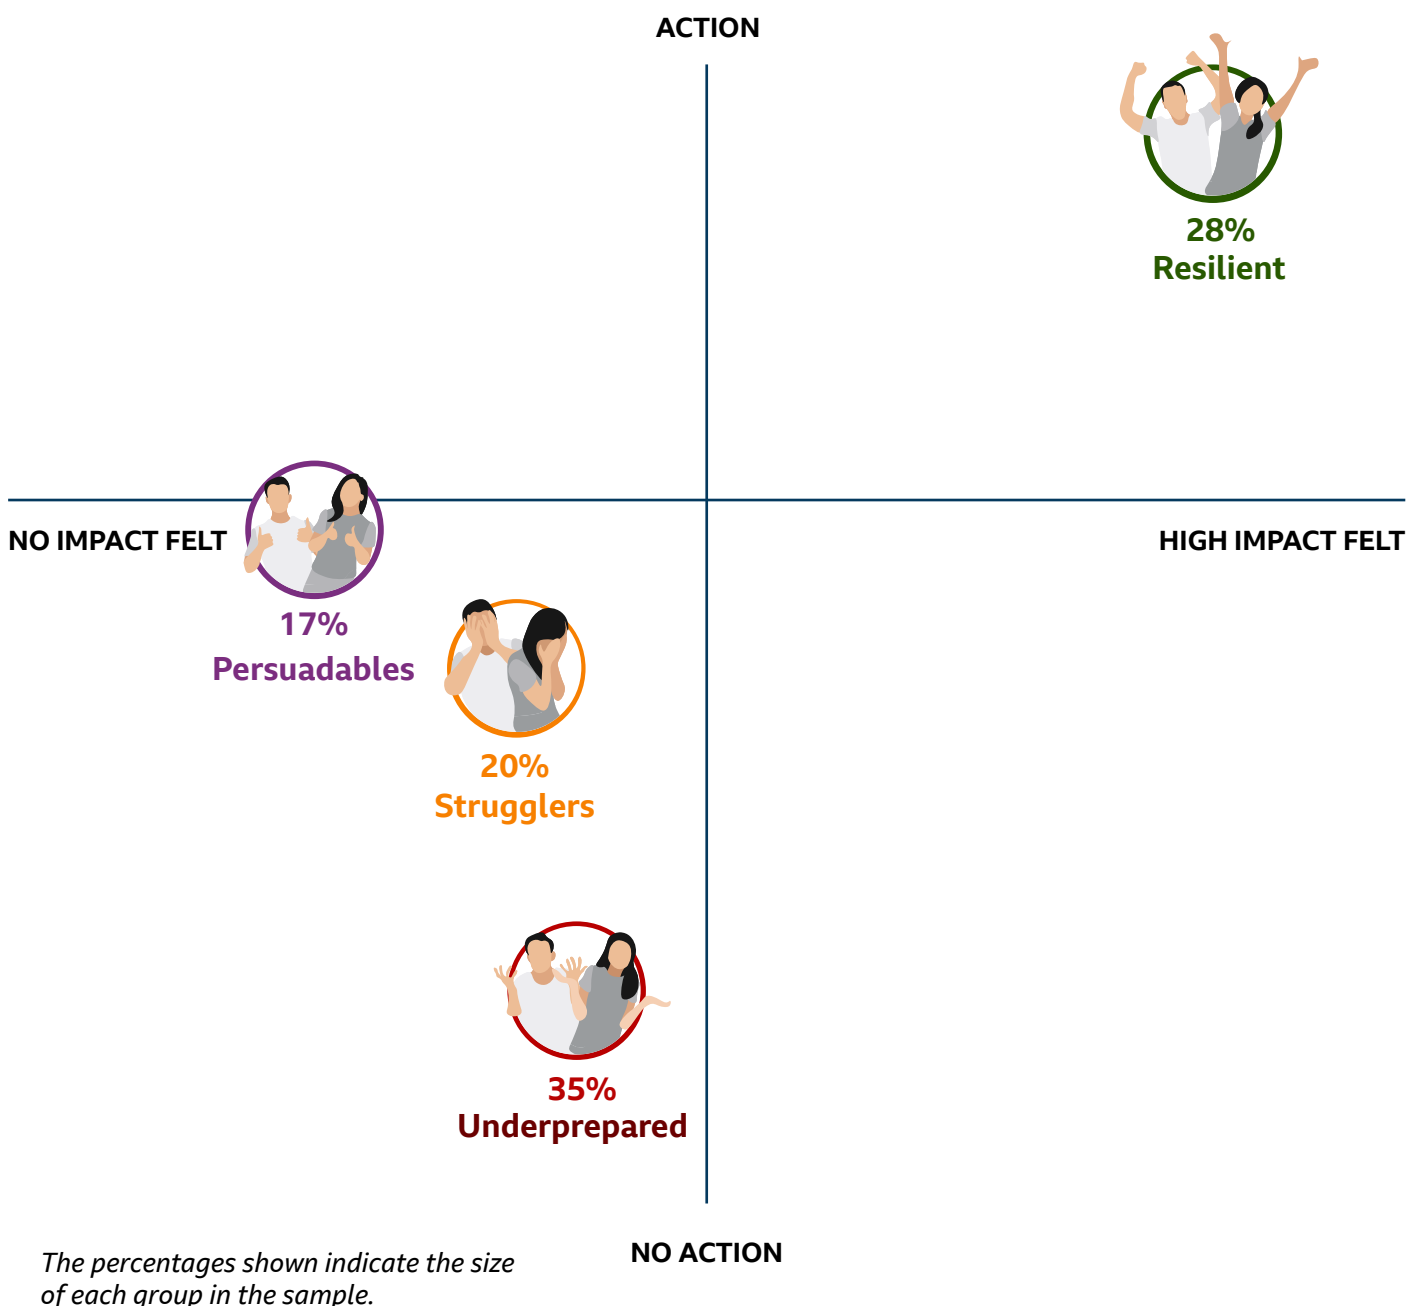 ACTION
28%
Resilient
NO IMPACT FELT
HIGH IMPACT FELT
17%
Persuadables
20%
Strugglers
35%
Underprepared
NO ACTION
The percentages shown indicate the size
of each group in the sample.